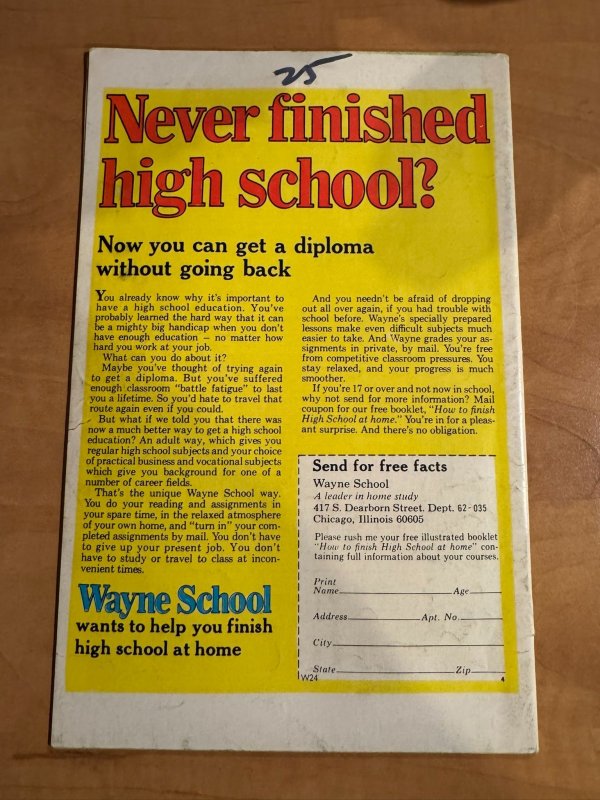 25
Never finished
high school?
Now you can get a diploma
without going back
You already know why it's important to
have a high school education. You've
probably learned the hard way that it can
be a mighty big handicap when you don't
have enough education – no matter how
hard you work at your job.
What can you do about it?
Maybe you've thought of trying again
to get a diploma. But you've suffered
enough classroom "battle fatigue" to last
you a lifetime. So you'd hate to travel that
route again even if you could.
But what if we told you that there was
now a much better way to get a high school
education? An adult way, which gives you
regular high school subjects and your choice
of practical business and vocational subjects
which give you background for one of a
number of career fields.
That's the unique Wayne School way.
You do your reading and assignments in
your spare time, in the relaxed atmosphere
of your own home, and "turn in" your com-
pleted assignments by mail. You don't have
to give up your present job. You don't
have to study or travel to class at incon-
venient times.
Wayne School
wants to help you finish
high school at home
And you needn't be afraid of dropping
out all over again, if you had trouble with
school before. Wayne's specially prepared
lessons make even difficult subjects much
easier to take. And Wayne grades your as-
signments in private, by mail. You're free
from competitive classroom pressures. You
stay relaxed, and your progress is much
smoother.
If you're 17 or over and not now in school,
why not send for more information? Mail
coupon for our free booklet, "How to finish
High School at home." You're in for a pleas-
ant surprise. And there's no obligation.
Send for free facts
Wayne School
A leader in home study
417 S. Dearborn Street. Dept. 62-035
Chicago, Illinois 60605
Please rush me your free illustrated booklet
"How to finish High School at home" con-
taining full information about your courses.
Print
Name Age
Address Apt. No.
City
State Zip
W24 4